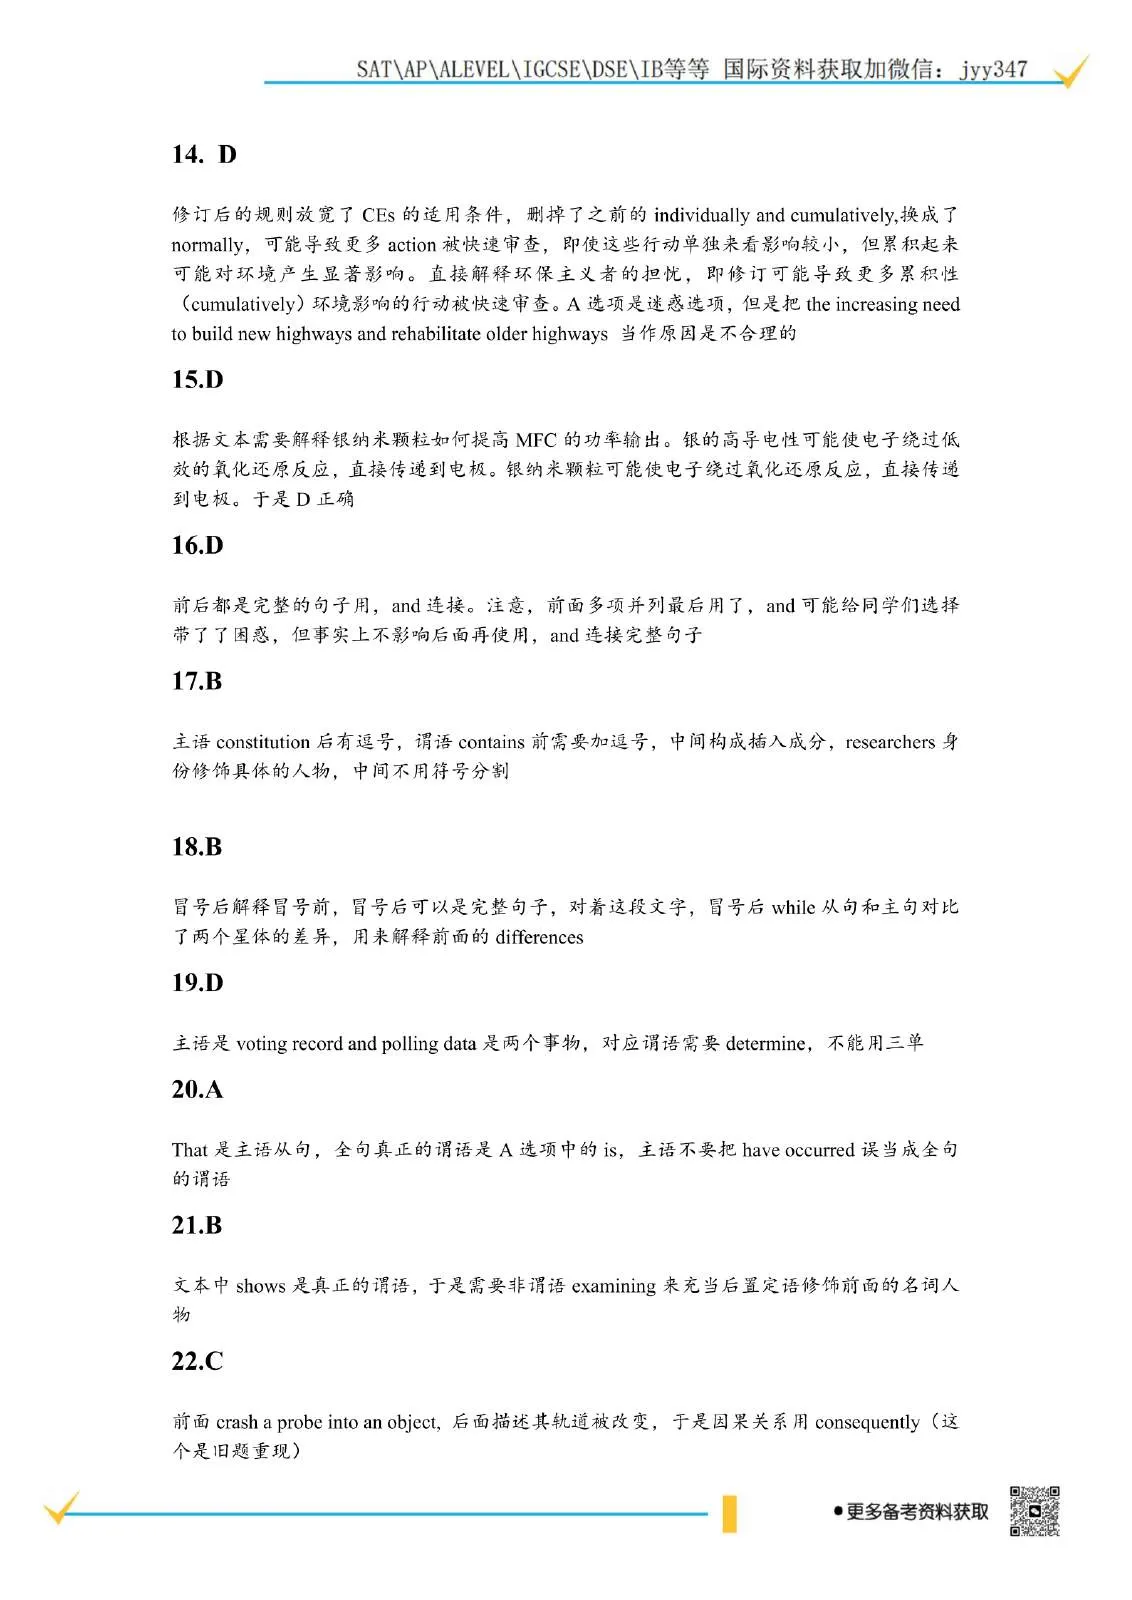 SAT\AP\ALEVEL\IGCSE\DSE\IB等等 国际资料获取加微信：jyy347
14. D
修订后的规则放宽了 CEs 的适用条件，删掉了之前的 individually and cumulatively,换成了
normally，可能导致更多 action 被快速审查，即使这些行动单独来看影响较小，但累积起来
可能对环境产生显著影响。直接解释环保主义者的担忧，即修订可能导致更多累积性
（cumulatively）环境影响的行动被快速审查。A 选项是迷惑选项，但是把 the increasing need
to build new highways and rehabilitate older highways 当作原因是不合理的
15.D
根据文本需要解释银纳米颗粒如何提高 MFC 的功率输出。银的高导电性可能使电子绕过低
效的氧化还原反应，直接传递到电极。银纳米颗粒可能使电子绕过氧化还原反应，直接传递
到电极。于是 D 正确
16.D
前后都是完整的句子用，and 连接。注意，前面多项并列最后用了，and 可能给同学们选择
带了了困惑，但事实上不影响后面再使用，and 连接完整句子
17.B
主语 constitution 后有逗号，谓语 contains 前需要加逗号，中间构成插入成分，researchers 身
份修饰具体的人物，中间不用符号分割
18.B
冒号后解释冒号前，冒号后可以是完整句子，对着这段文字，冒号后 while 从句和主句对比
了两个星体的差异，用来解释前面的 differences
19.D
主语是 voting record and polling data 是两个事物，对应谓语需要 determine，不能用三单
20.A
That 是主语从句，全句真正的谓语是 A 选项中的 is，主语不要把 have occurred 误当成全句
的谓语
21.B
文本中 shows 是真正的谓语，于是需要非谓语 examining 来充当后置定语修饰前面的名词人
物
22.C
前面 crash a probe into an object, 后面描述其轨道被改变，于是因果关系用 consequently（这
个是旧题重现）
•更多备考资料获取